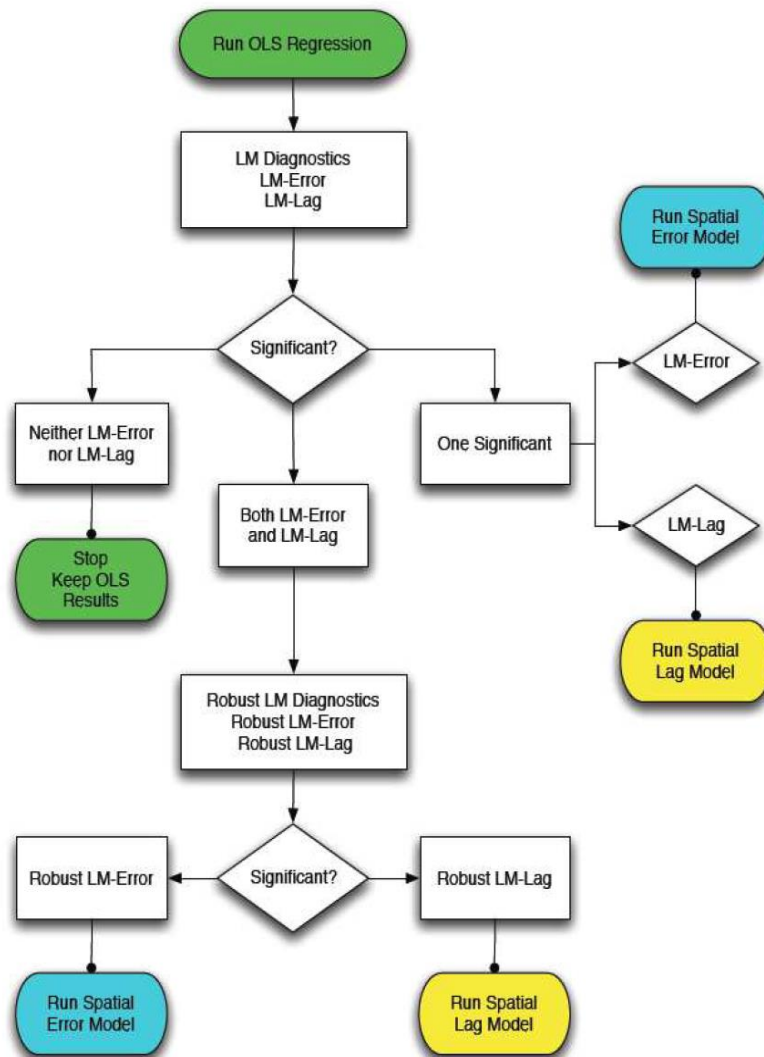 Run OLS Regression
LM Diagnostics
LM-Error
LM-Lag
Run Spatial
Error Model
Significant?
LM-Error
Neither LM-Error
nor LM-Lag
One Significant
Both LM-Error
and LM-Lag
LM-Lag
Stop
Keep OLS
Results
Run Spatial
Lag Model
Robust LM Diagnostics
Robust LM-Error
Robust LM-Lag
Robust LM-Error
Significant?
Robust LM-Lag
Run Spatial
Error Model
Run Spatial
Lag Model